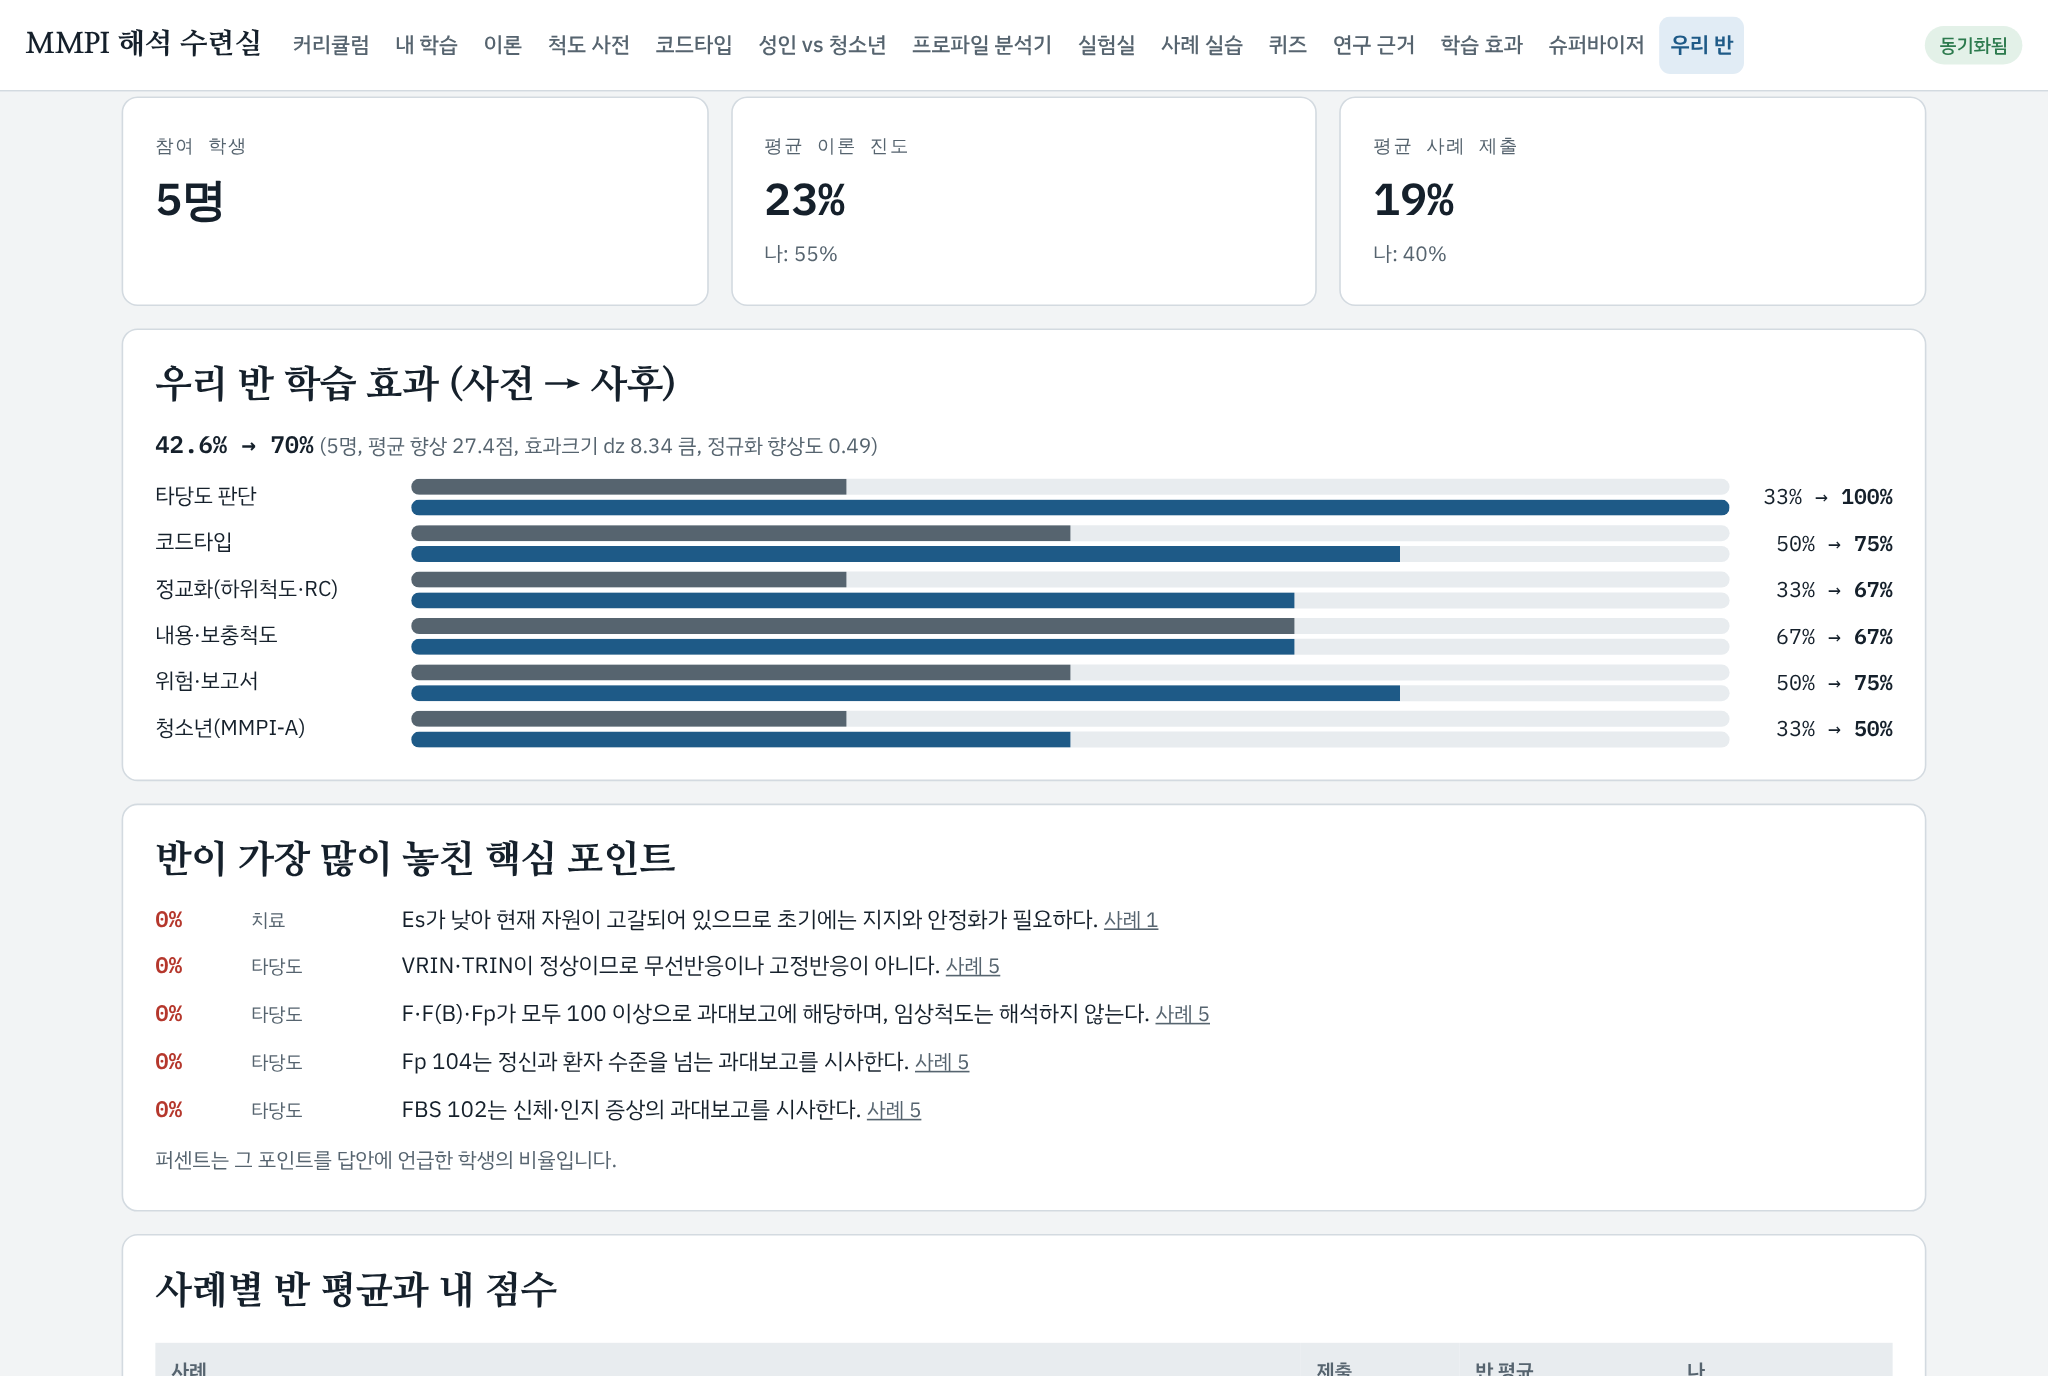 MMPI 해석 수련실 커리큘럼 내 학습 이론 척도 사전 코드타입 성인 vs 청소년 프로파일 분석기 실험실 사례 실습 퀴즈 연구 근거 학습 효과 슈퍼바이저 우리 반 동기화됨
참여 학생
5명
평균 이론 진도
23%
나: 55%
평균 사례 제출
19%
나: 40%
우리 반 학습 효과 (사전 → 사후)
42.6% → 70% (5명, 평균 향상 27.4점, 효과크기 dz 8.34 큼, 정규화 향상도 0.49)
타당도 판단 33% → 100%
코드타입 50% → 75%
정교화(하위척도·RC) 33% → 67%
내용·보충척도 67% → 67%
위험·보고서 50% → 75%
청소년(MMPI-A) 33% → 50%
반이 가장 많이 놓친 핵심 포인트
0% 치료 Es가 낮아 현재 자원이 고갈되어 있으므로 초기에는 지지와 안정화가 필요하다. 사례 1
0% 타당도 VRIN·TRIN이 정상이므로 무선반응이나 고정반응이 아니다. 사례 5
0% 타당도 F·F(B)·Fp가 모두 100 이상으로 과대보고에 해당하며, 임상척도는 해석하지 않는다. 사례 5
0% 타당도 Fp 104는 정신과 환자 수준을 넘는 과대보고를 시사한다. 사례 5
0% 타당도 FBS 102는 신체·인지 증상의 과대보고를 시사한다. 사례 5
퍼센트는 그 포인트를 답안에 언급한 학생의 비율입니다.
사례별 반 평균과 내 점수
사례 제출 반 평균 나